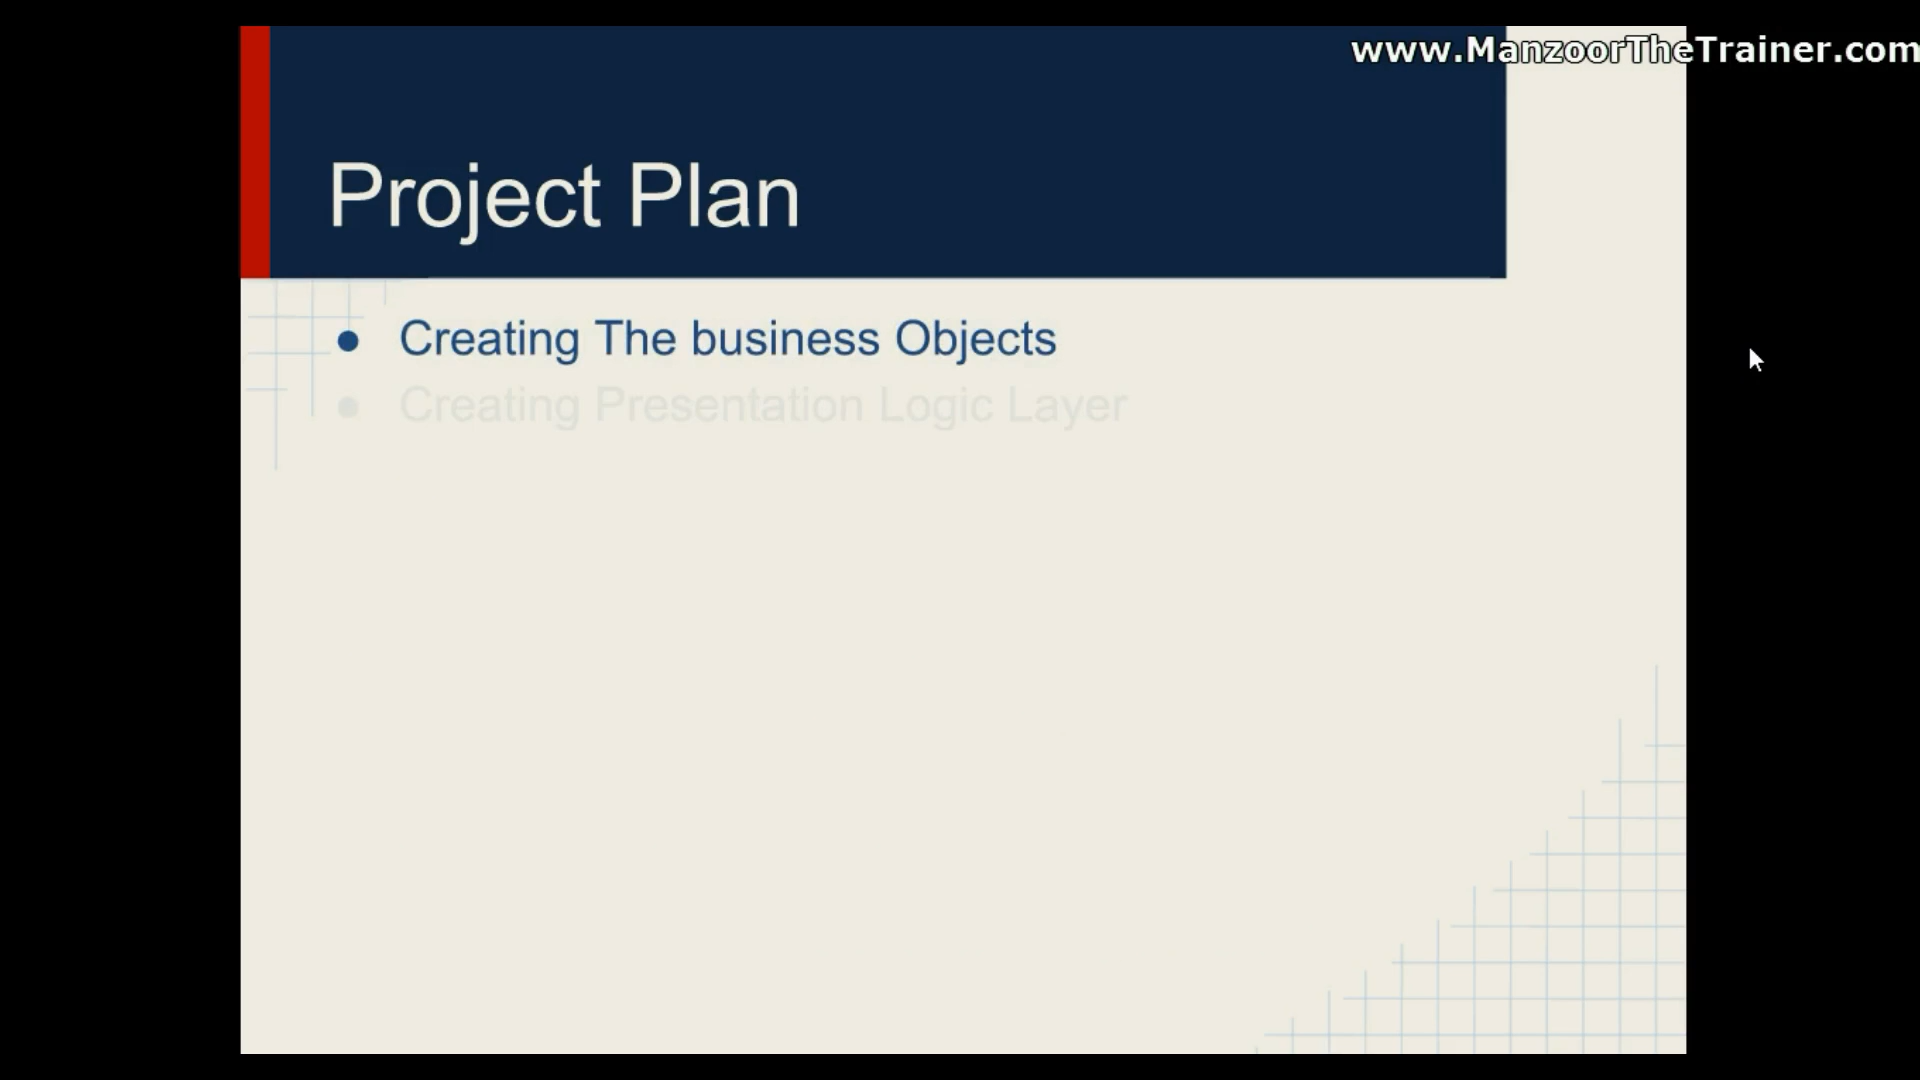 www.ManzoorTheTrainer.com
Project Plan
● Creating The business Objects
● Creating Presentation Logic Layer